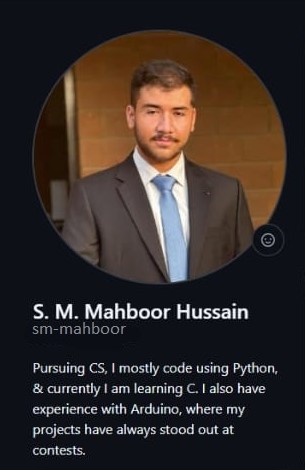 S. M. Mahboor Hussain
sm-mahboor
Pursuing CS, I mostly code using Python,
& currently I am learning C. I also have
experience with Arduino, where my
projects have always stood out at
contests.